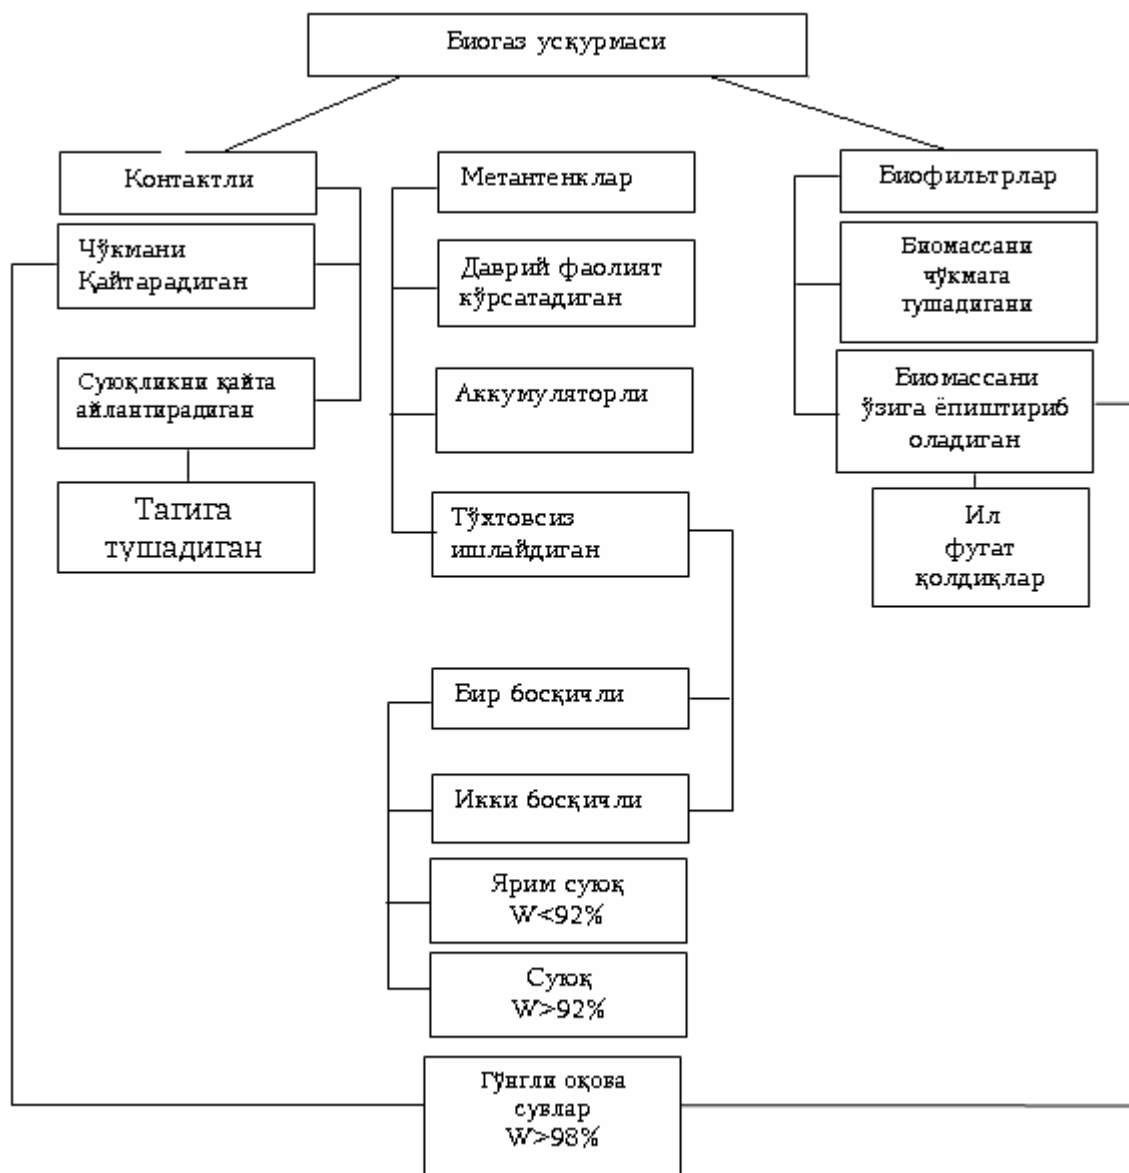 Биогаз усқурмаси
Контактли
Чўкмани
Қайтарадиган
Суюқликни қайта
айлантирадиган
Тагига
тушадиган
Метантенклар
Даврий фаолият
кўрсатадиган
Аккумуляторли
Тўхтовсиз
ишлайдиган
Бир босқичли
Икки босқичли
Ярим суюқ
W<92%
Суюқ
W>92%
Гўнгли оқова
сувлар
W>98%
Биофильтрлар
Биомассани
чўкмага
тушадигани
Биомассани
ўзига ёпиштириб
оладиган
Ил
фугат
қолдиқлар